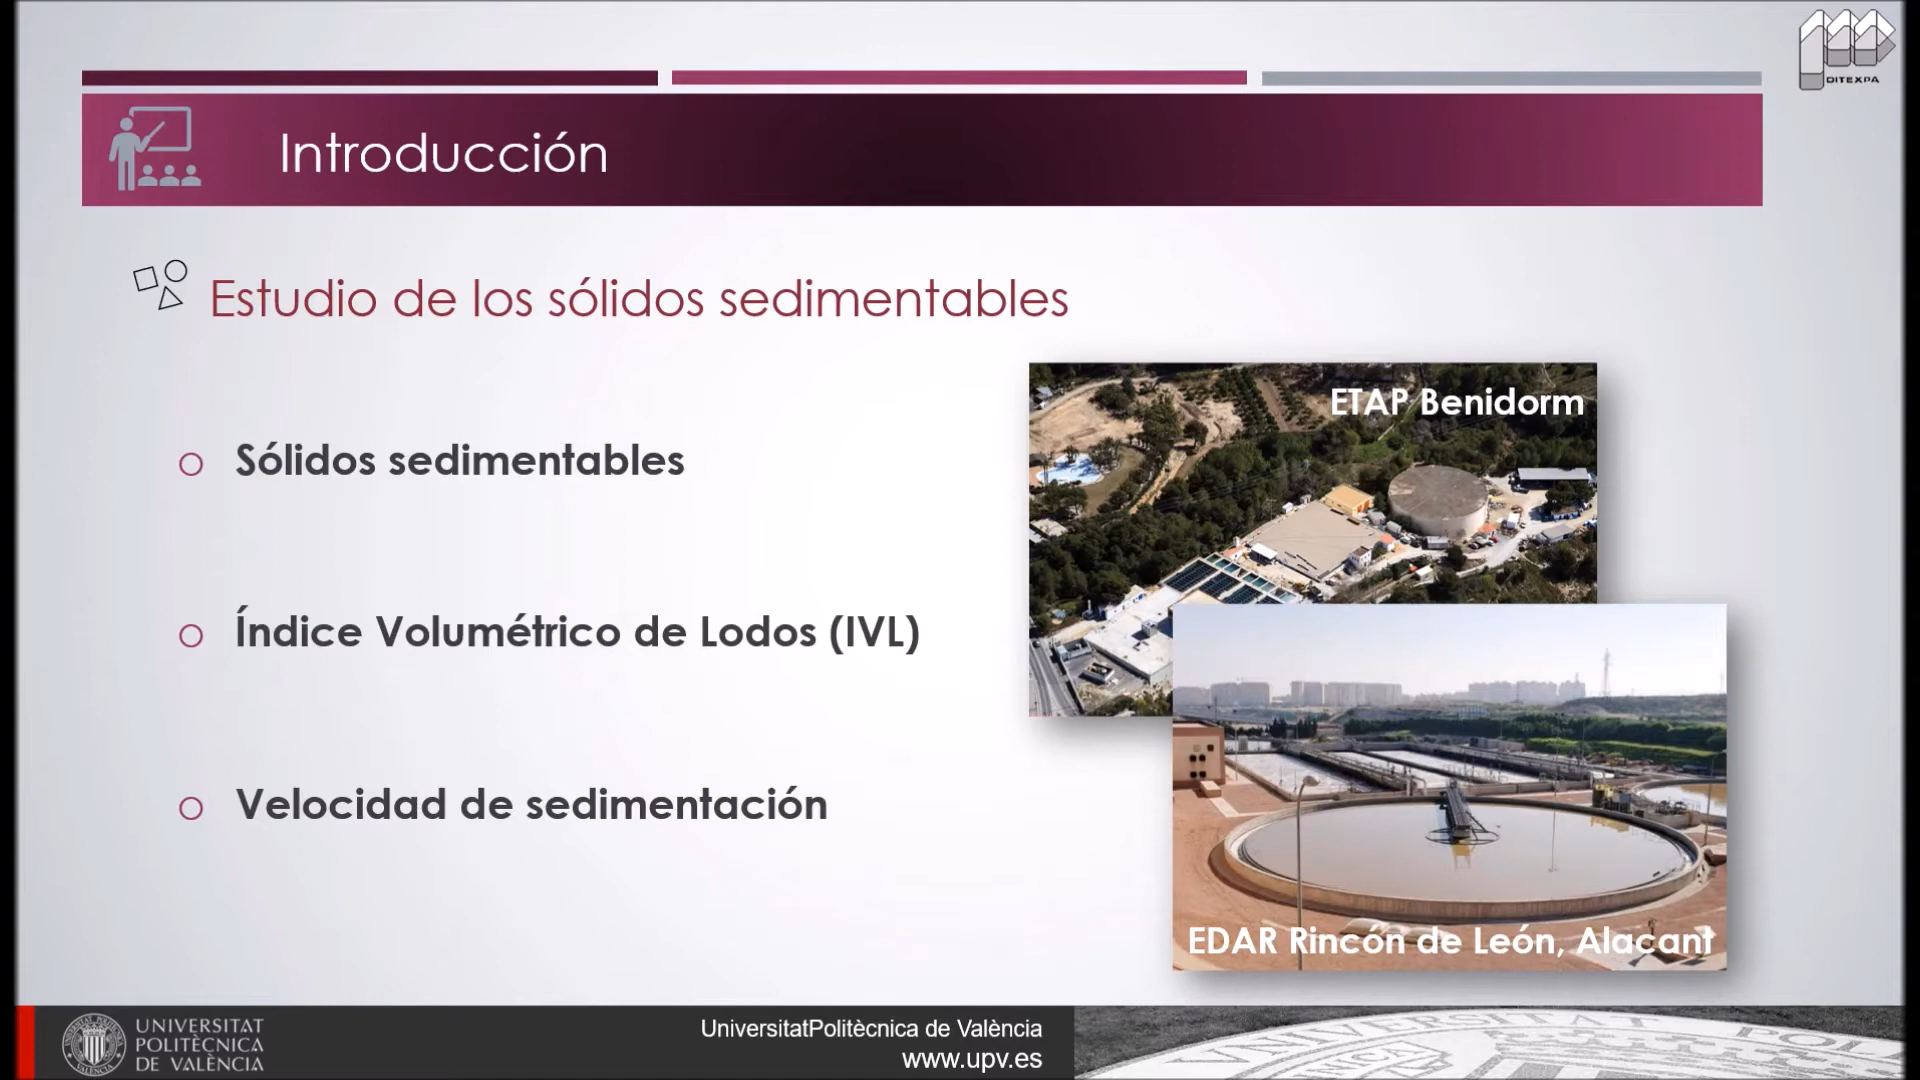 DITEXPA
Introducción
Estudio de los sólidos sedimentables
Sólidos sedimentables
Índice Volumétrico de Lodos (IVL)
Velocidad de sedimentación
ETAP Benidorm
EDAR Rincón de León, Alacant
UNIVERSITAT
POLITÈCNICA
DE VALÈNCIA
UniversitatPolitècnica de València
www.upv.es